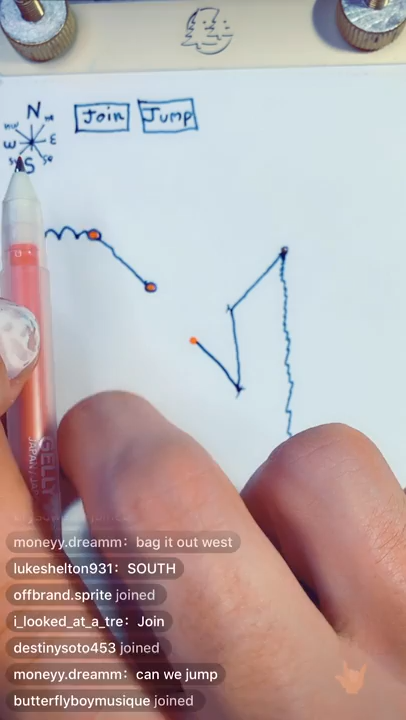 N
NW NE
W E
SW S SE
Join Jump
GELLY
JAPAN
moneyy.dreamm: bag it out west
lukeshelton931: SOUTH
offbrand.sprite joined
i_looked_at_a_tre: Join
destinysoto453 joined
moneyy.dreamm: can we jump
butterflyboymusique joined